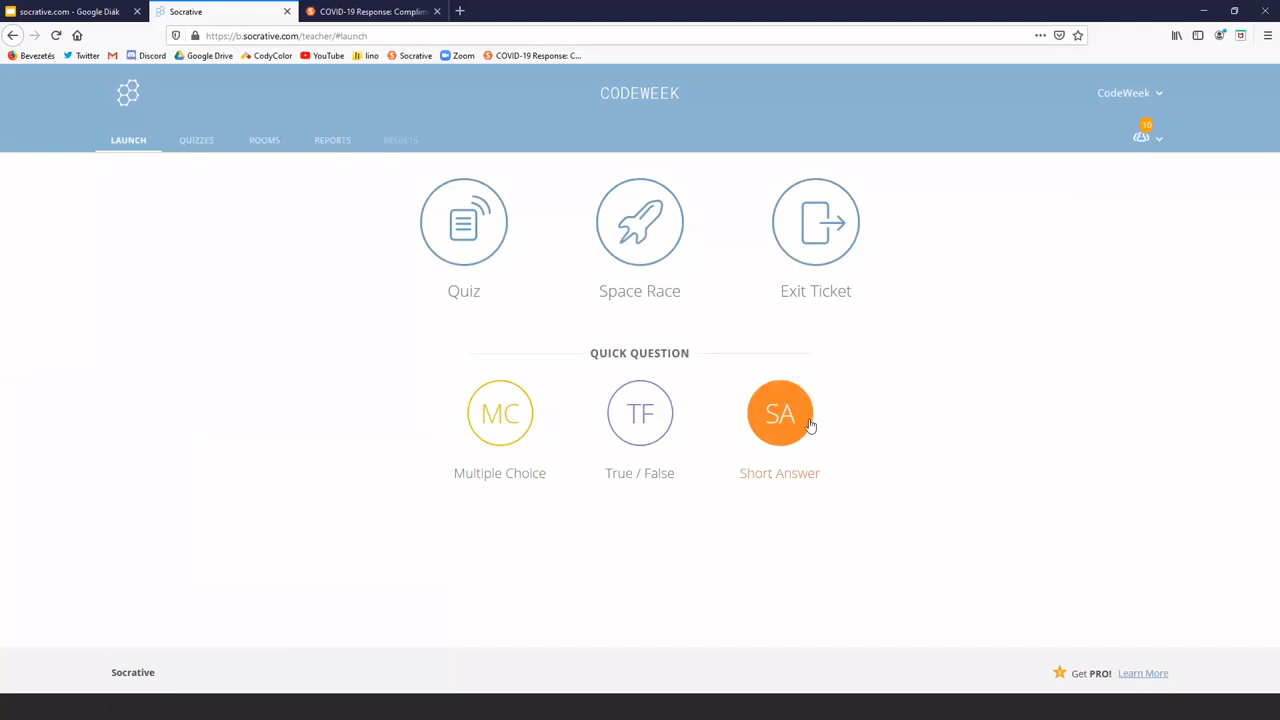 socrative.com - Google Diák
Socrative
COVID-19 Response: Complim
https://b.socrative.com/teacher/#launch
Bevezetés
Twitter
Discord
Google Drive
CodyColor
YouTube
lino
Socrative
Zoom
COVID-19 Response: C...
CODEWEEK
CodeWeek
LAUNCH
QUIZZES
ROOMS
REPORTS
RESULTS
10
Quiz
Space Race
Exit Ticket
QUICK QUESTION
MC
TF
SA
Multiple Choice
True / False
Short Answer
Socrative
Get PRO! Learn More